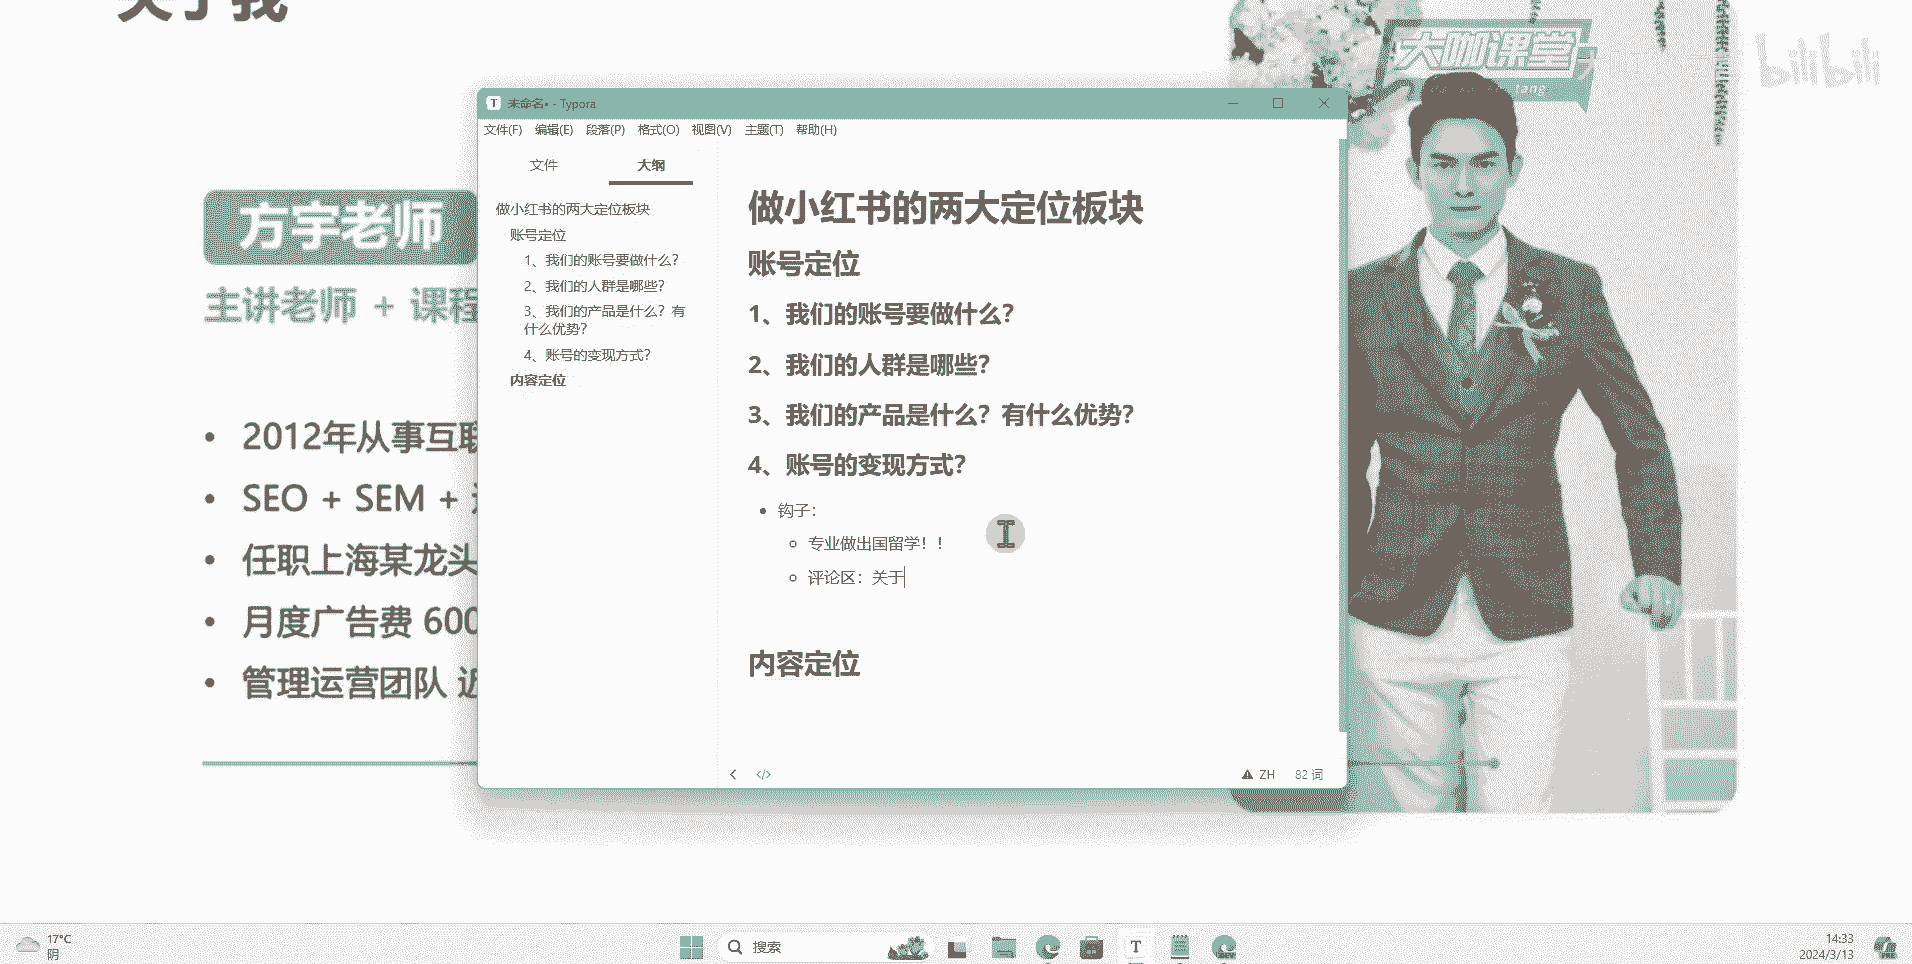 关于我
大咖课堂
tang
bilibili
未命名• - Typora
文件(F) 编辑(E) 段落(P) 格式(O) 视图(V) 主题(T) 帮助(H)
文件 大纲
做小红书的两大定位板块
账号定位
1、我们的账号要做什么？
2、我们的人群是哪些？
3、我们的产品是什么？有
什么优势？
4、账号的变现方式？
内容定位
做小红书的两大定位板块
账号定位
1、我们的账号要做什么？
2、我们的人群是哪些？
3、我们的产品是什么？有什么优势？
4、账号的变现方式？
钩子：
专业做出国留学！！
评论区：关于
内容定位
ZH 82 词
方宇老师
主讲老师 + 课程
• 2012年从事互联
• SEO + SEM +
• 任职上海某龙头
• 月度广告费 600
• 管理运营团队 近
17°C
阴
搜索
14:33
2024/3/13